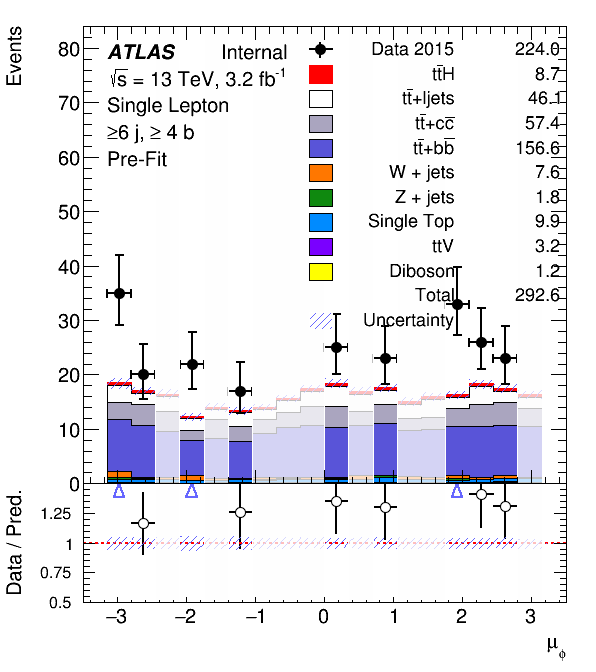 Events
80
70
60
50
40
30
20
10
0
ATLAS Internal
√s = 13 TeV, 3.2 fb⁻¹
Single Lepton
≥6 j, ≥ 4 b
Pre-Fit
Data 2015 224.0
tt̄H 8.7
tt̄+ljets 46.1
tt̄+cc̄ 57.4
tt̄+bb̄ 156.6
W + jets 7.6
Z + jets 1.8
Single Top 9.9
ttV 3.2
Diboson 1.2
Total 292.6
Uncertainty
Data / Pred.
1.25
1
0.75
0.5
−3 −2 −1 0 1 2 3
μ_ϕ